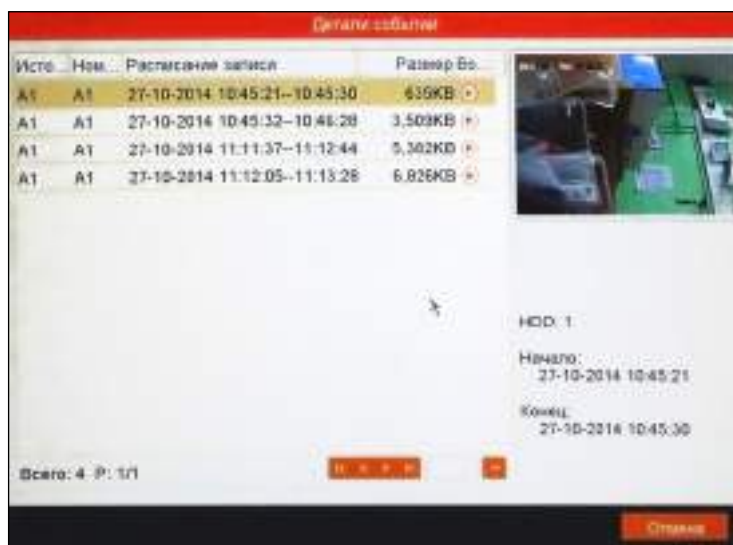 Детали событий
Исто... Ном... Расписание записи Размер Во...
A1 A1 27-10-2014 10:45:21--10:45:30 639KB
A1 A1 27-10-2014 10:45:32--10:46:28 3,509KB
A1 A1 27-10-2014 11:11:37--11:12:44 5,382KB
A1 A1 27-10-2014 11:12:05--11:13:28 6,826KB
HDD: 1
Начало:
27-10-2014 10:45:21
Конец:
27-10-2014 10:45:30
Всего: 4 P: 1/1
Отмена